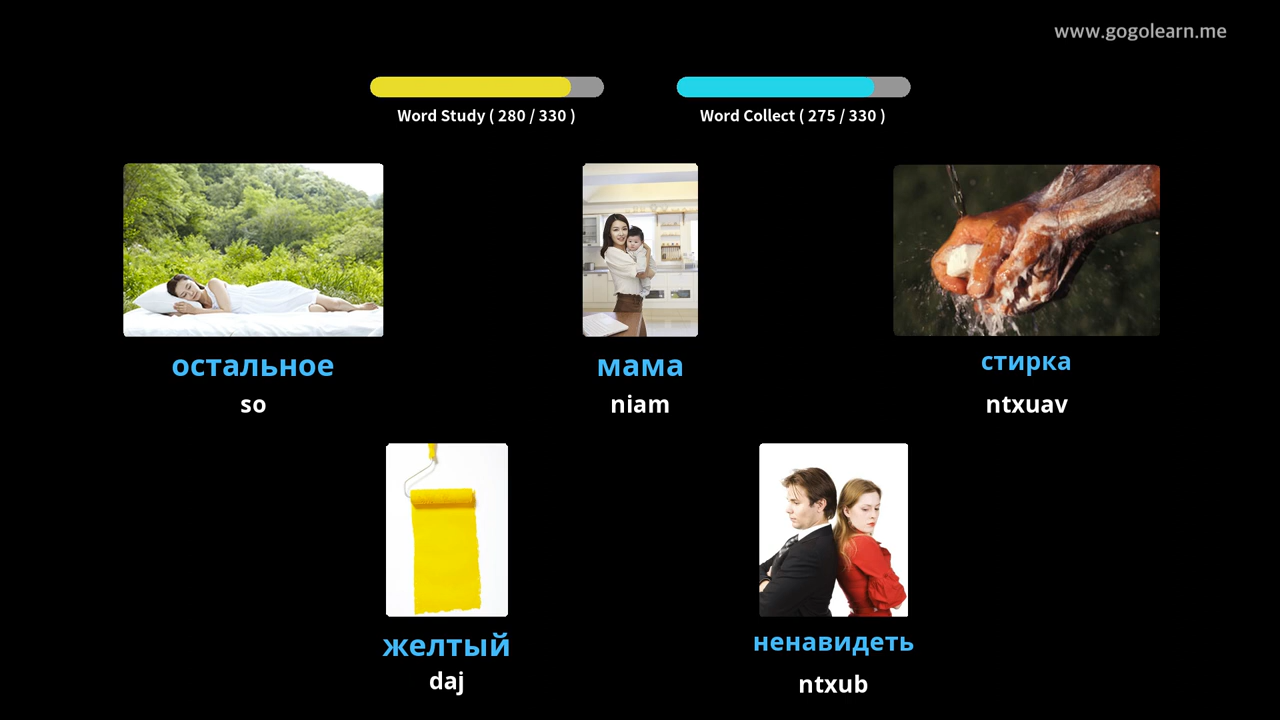 www.gogolearn.me
Word Study ( 280 / 330 )
Word Collect ( 275 / 330 )
остальное
so
мама
niam
стирка
ntxuav
желтый
daj
ненавидеть
ntxub